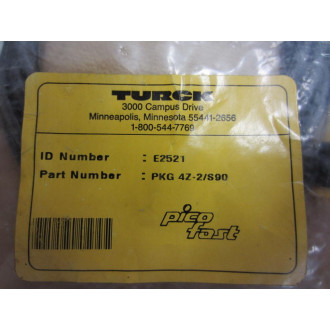 TURCK
3000 Campus Drive
Minneapolis, Minnesota 55441-2656
1-800-544-7769
ID Number : E2521
Part Number : PKG 4Z-2/S90
pico
fast